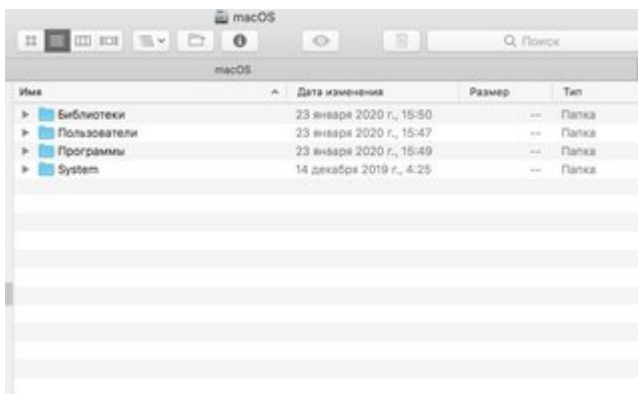 macOS
Поиск
macOS
Имя Дата изменения Размер Тип
Библиотеки 23 января 2020 г., 15:50 -- Папка
Пользователи 23 января 2020 г., 15:47 -- Папка
Программы 23 января 2020 г., 15:49 -- Папка
System 14 декабря 2019 г., 4:25 -- Папка